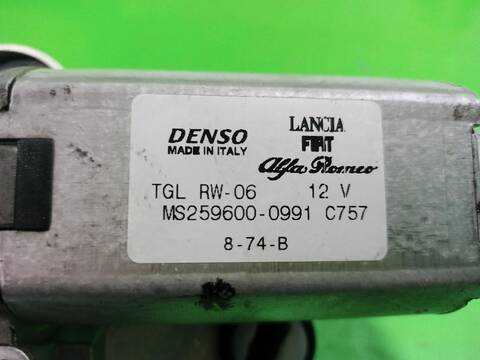 DENSO
MADE IN ITALY
LANCIA
FIAT
Alfa Romeo
TGL RW-06 12 V
MS259600-0991 C757
8-74-B